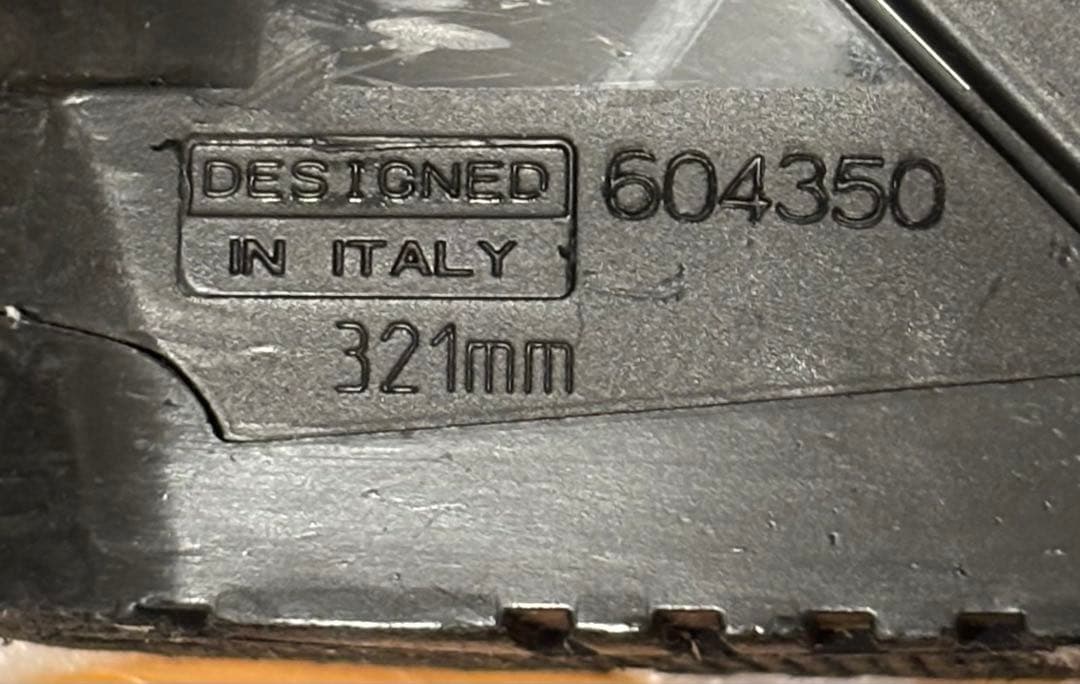 DESIGNED
IN ITALY
604350
321mm